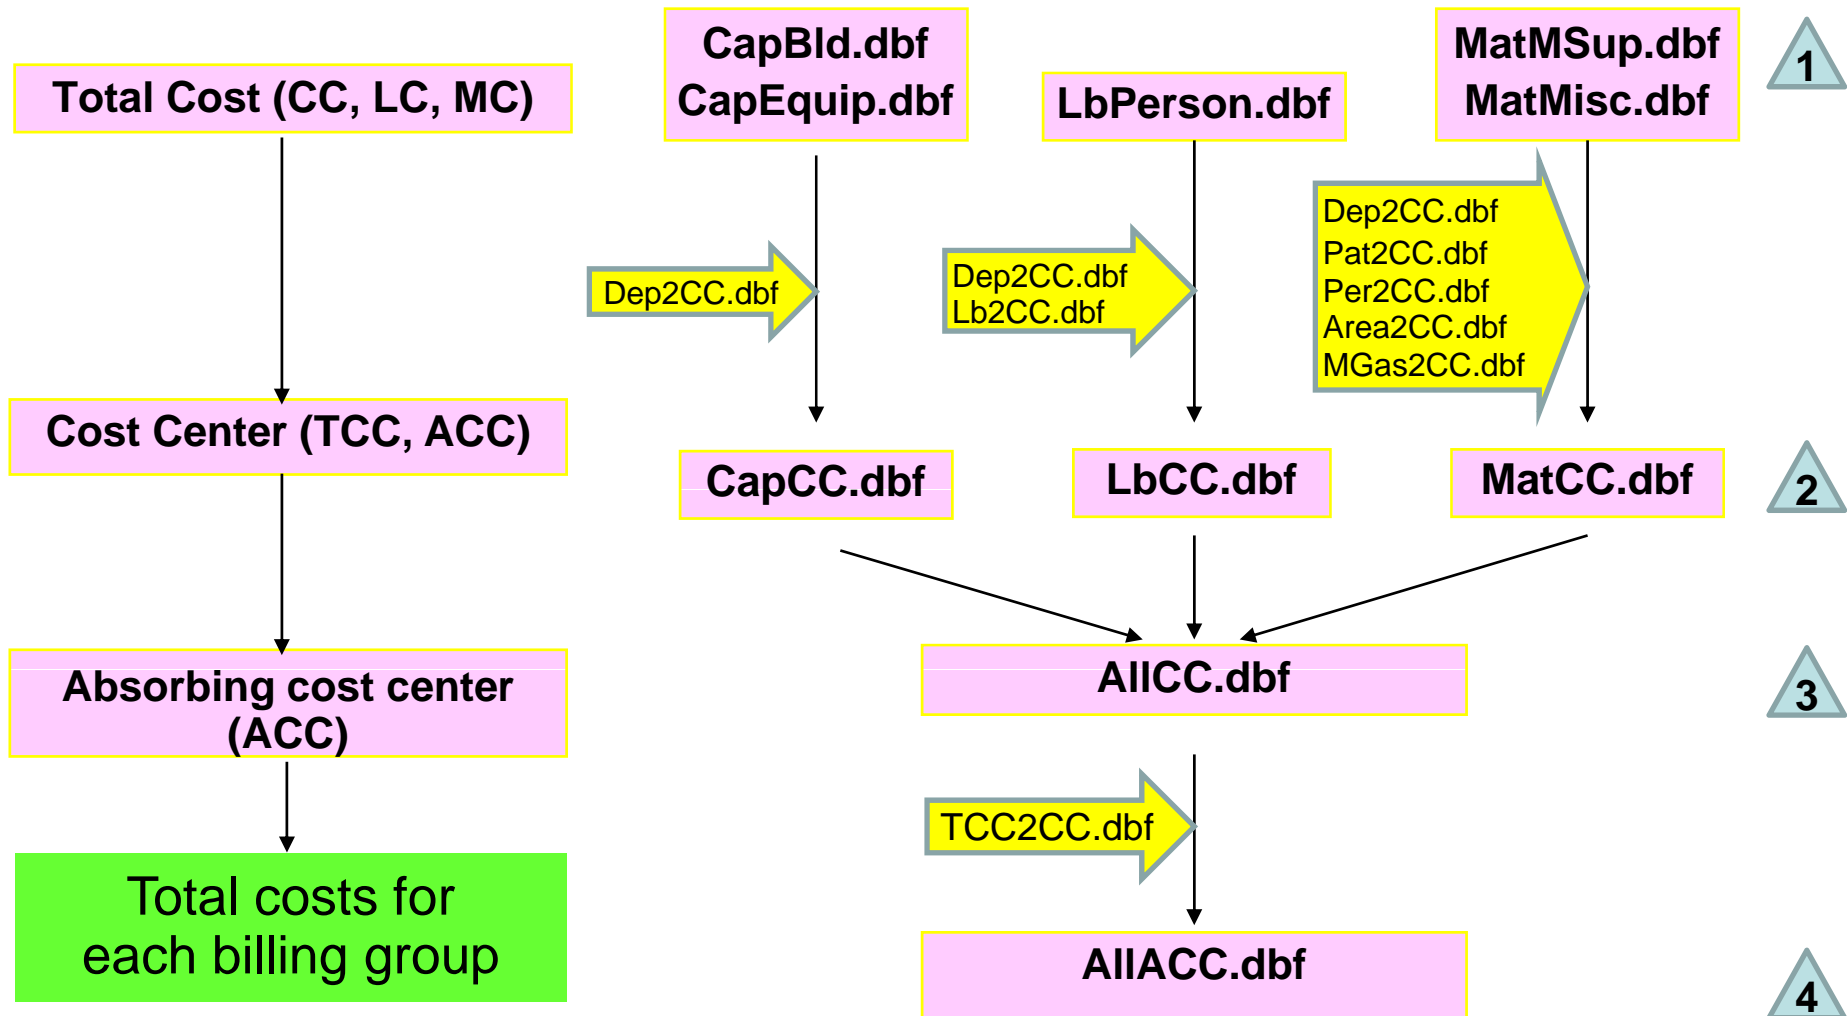 Total Cost (CC, LC, MC)
CapBld.dbf
CapEquip.dbf
LbPerson.dbf
MatMSup.dbf
MatMisc.dbf
1
Dep2CC.dbf
Dep2CC.dbf
Lb2CC.dbf
Dep2CC.dbf
Pat2CC.dbf
Per2CC.dbf
Area2CC.dbf
MGas2CC.dbf
Cost Center (TCC, ACC)
CapCC.dbf
LbCC.dbf
MatCC.dbf
2
Absorbing cost center
(ACC)
AllCC.dbf
3
TCC2CC.dbf
Total costs for
each billing group
AllACC.dbf
4